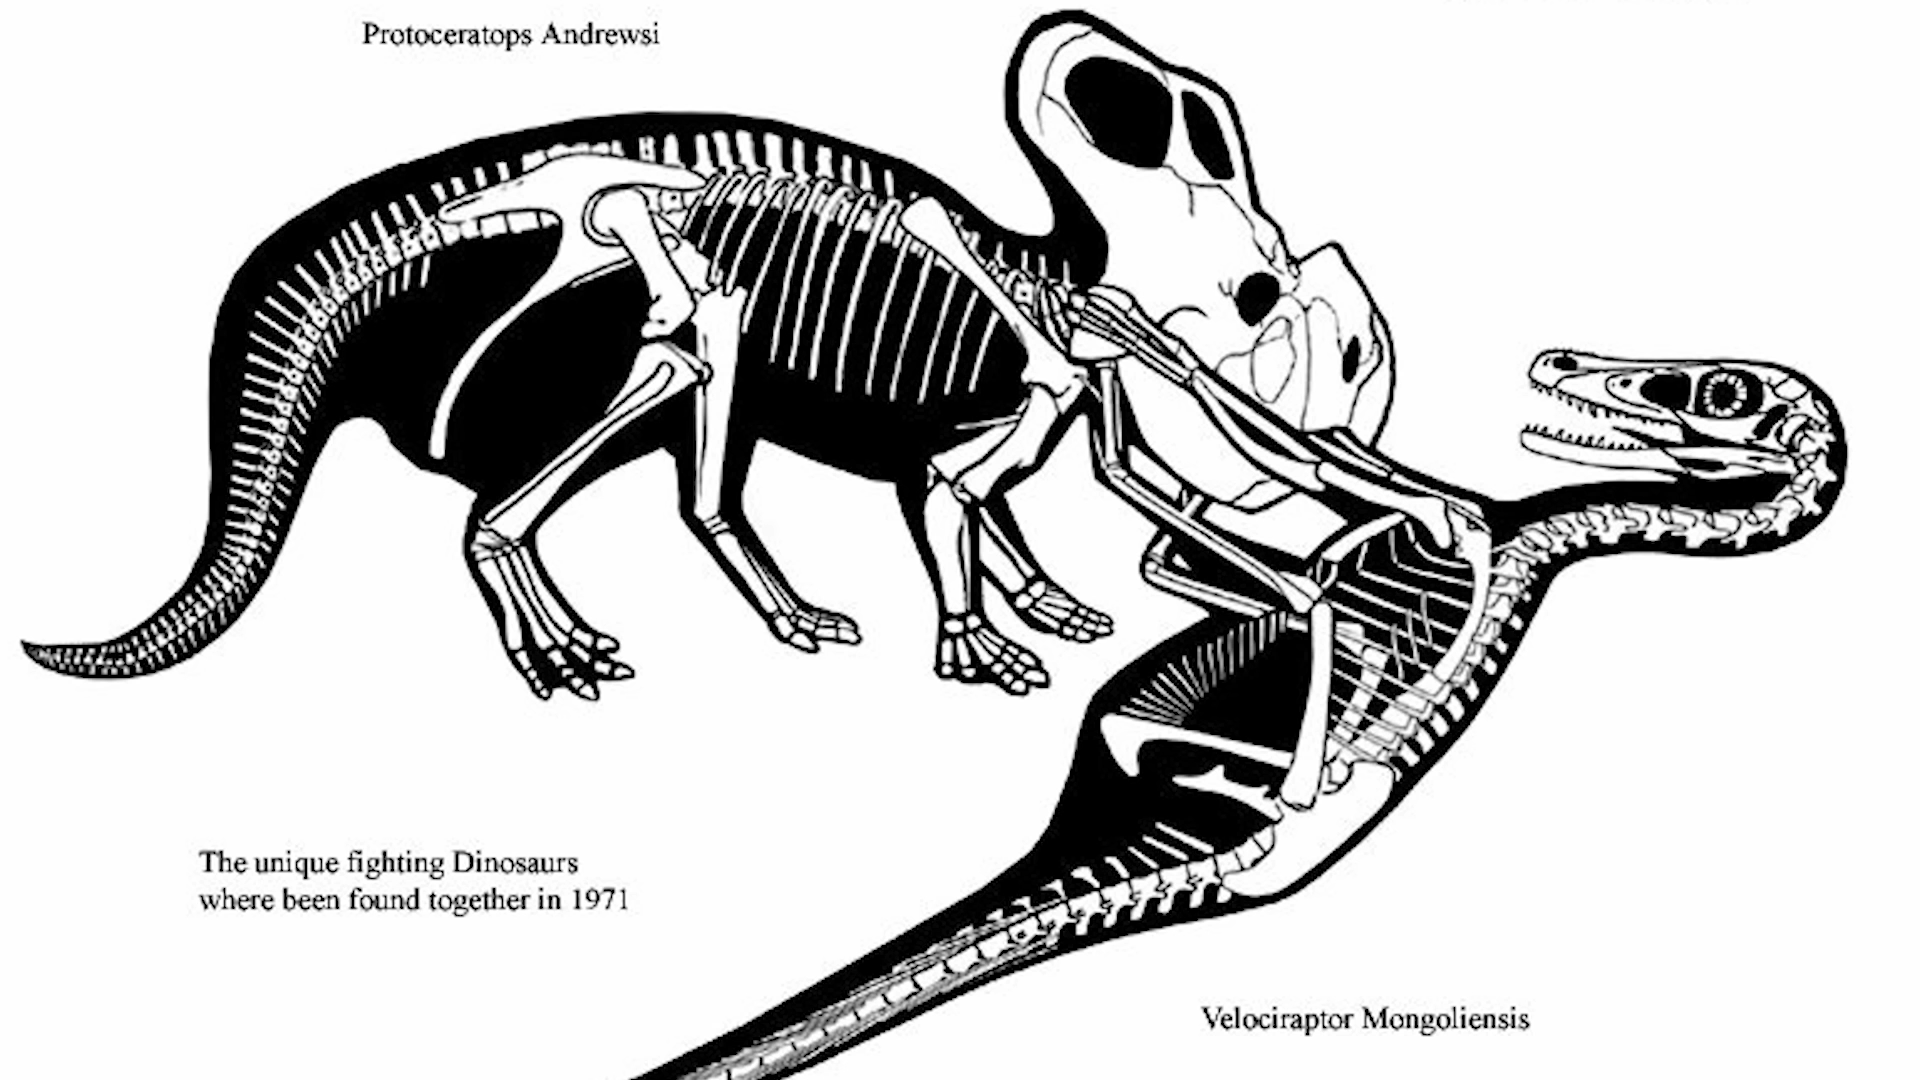 Protoceratops Andrewsi
The unique fighting Dinosaurs
where been found together in 1971
Velociraptor Mongoliensis